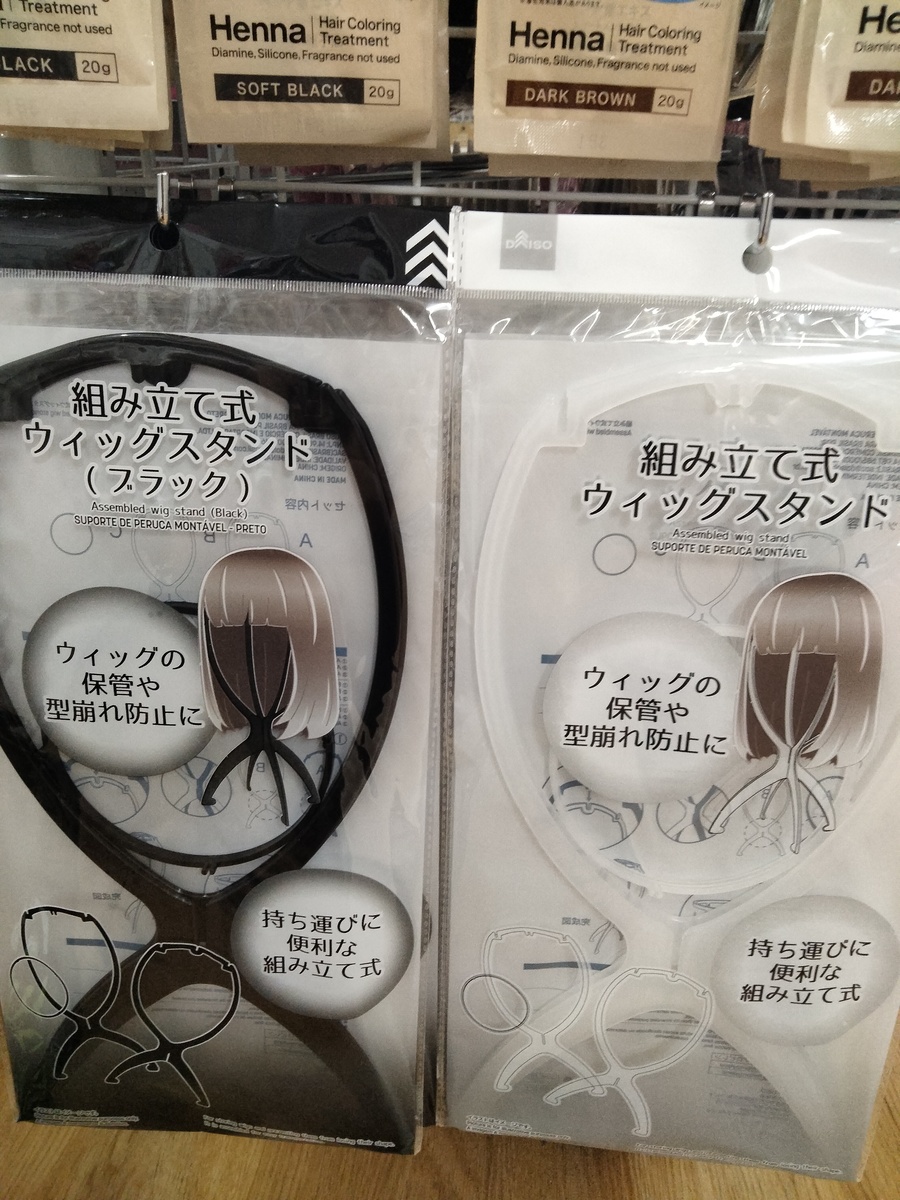 Treatment
Fragrance not used
LACK 20g
Henna Hair Coloring
Treatment
Diamine, Silicone, Fragrance not used
SOFT BLACK 20g
Henna Hair Coloring
Treatment
Diamine, Silicone, Fragrance not used
DARK BROWN 20g
DAISO
組み立て式
ウィッグスタンド
(ブラック)
Assembled wig stand (Black)
SUPORTE DE PERUCA MONTÁVEL - PRETO
ウィッグの
保管や
型崩れ防止に
持ち運びに
便利な
組み立て式
組み立て式
ウィッグスタンド
Assembled wig stand
SUPORTE DE PERUCA MONTÁVEL
ウィッグの
保管や
型崩れ防止に
持ち運びに
便利な
組み立て式